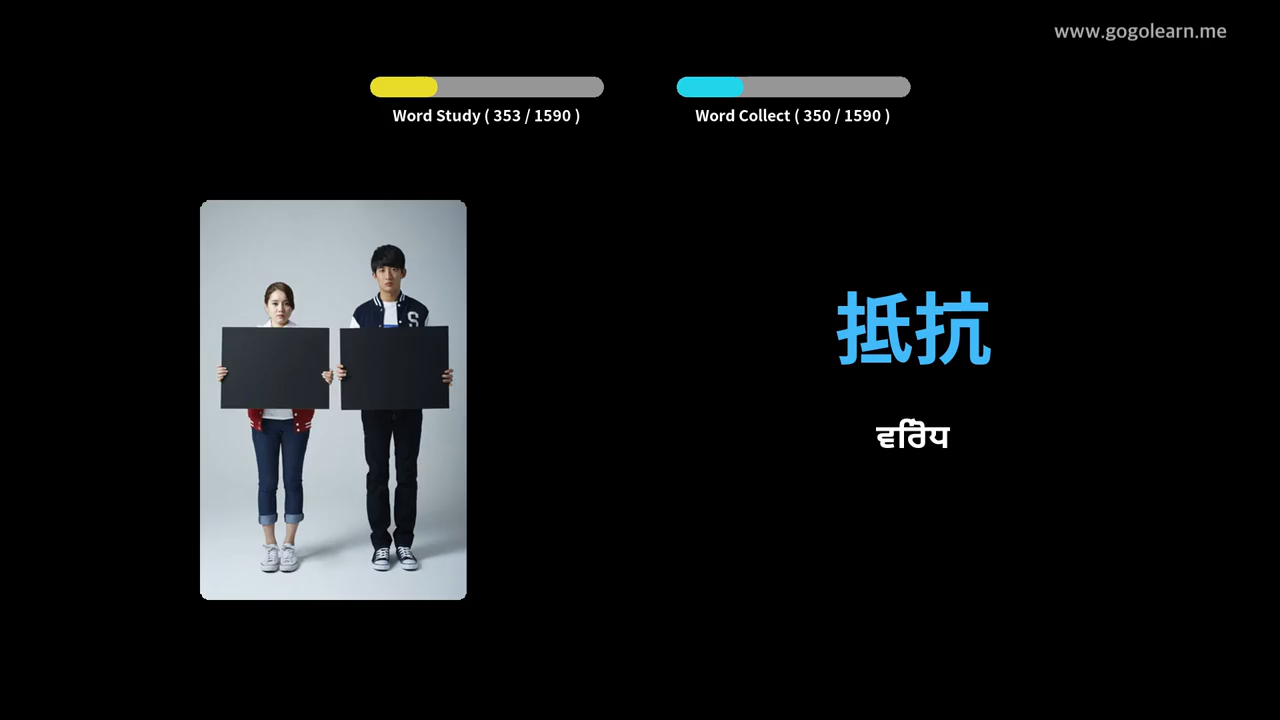 www.gogolearn.me
Word Study ( 353 / 1590 )
Word Collect ( 350 / 1590 )
S
抵抗
ਵਿਰੋਧ